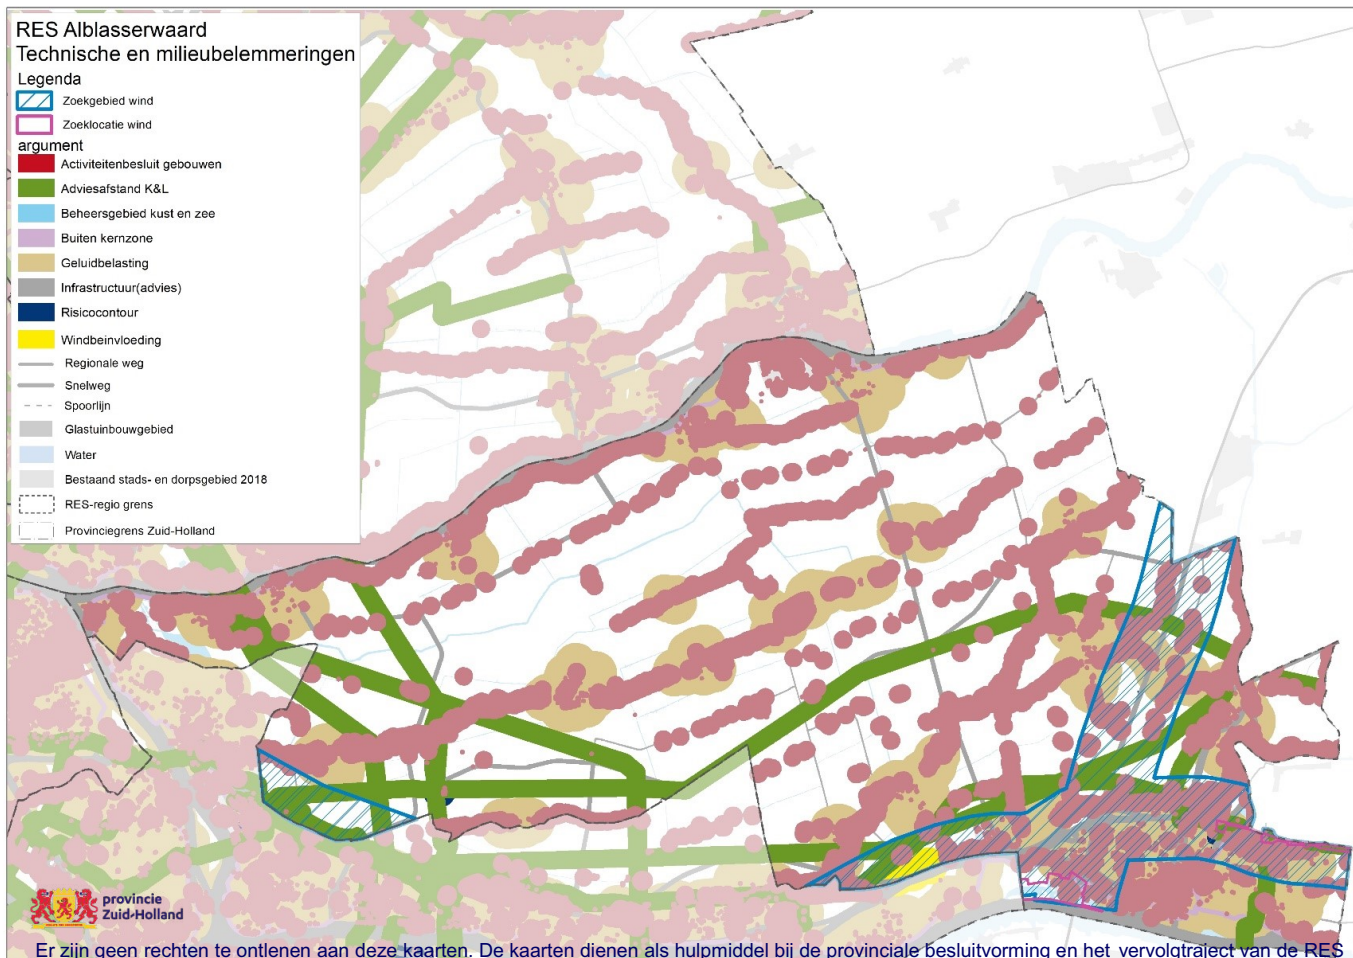 RES Alblasserwaard
Technische en milieubelemmeringen
Legenda
Zoekgebied wind
Zoeklocatie wind
argument
Activiteitenbesluit gebouwen
Adviesafstand K&L
Beheersgebied kust en zee
Buiten kernzone
Geluidbelasting
Infrastructuur(advies)
Risicocontour
Windbeinvloeding
Regionale weg
Snelweg
Spoorlijn
Glastuinbouwgebied
Water
Bestaand stads- en dorpsgebied 2018
RES-regio grens
Provinciegrens Zuid-Holland
provincie
Zuid-Holland
Er zijn geen rechten te ontlenen aan deze kaarten. De kaarten dienen als hulpmiddel bij de provinciale besluitvorming en het vervolgtraject van de RES